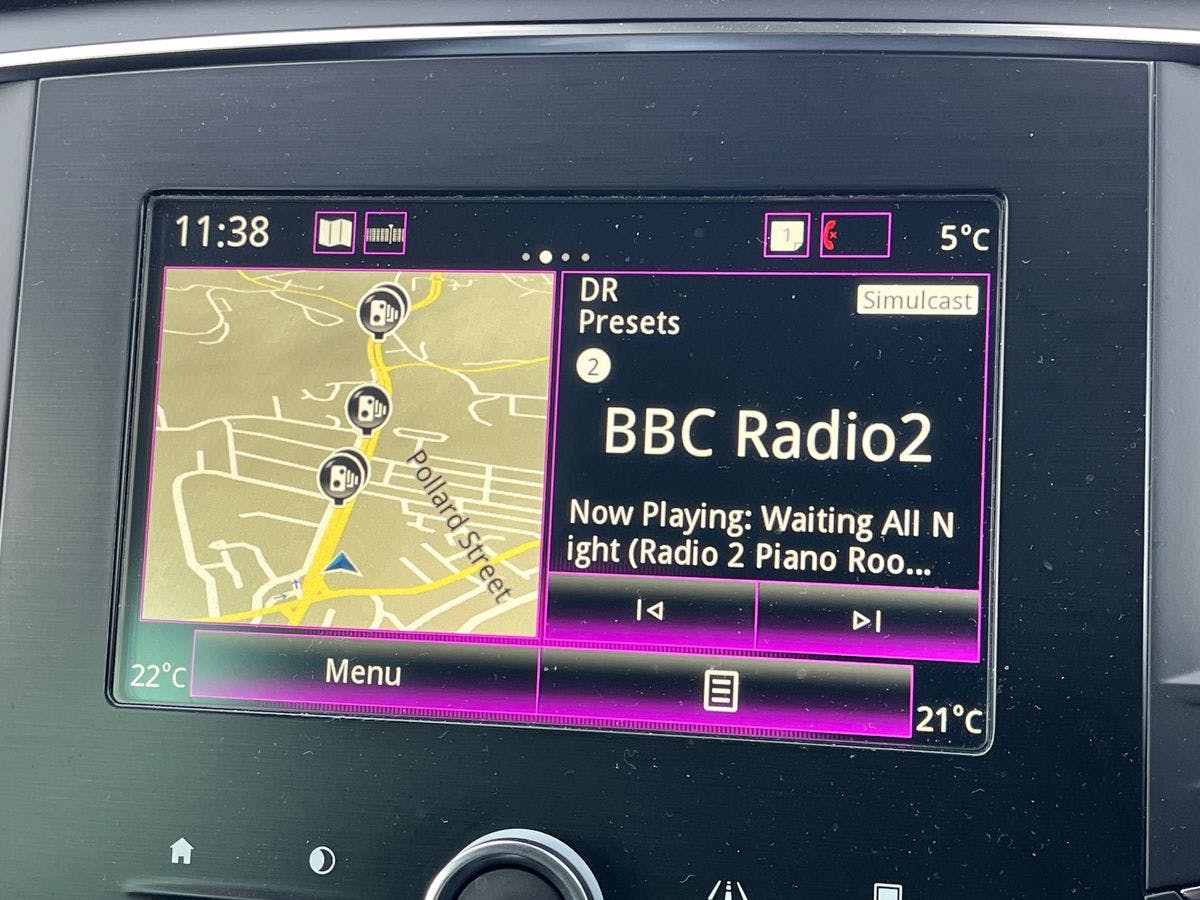 11:38
1
5°C
DR
Presets
Simulcast
2
BBC Radio2
Now Playing: Waiting All N
ight (Radio 2 Piano Roo...
Pollard Street
22°C
Menu
21°C